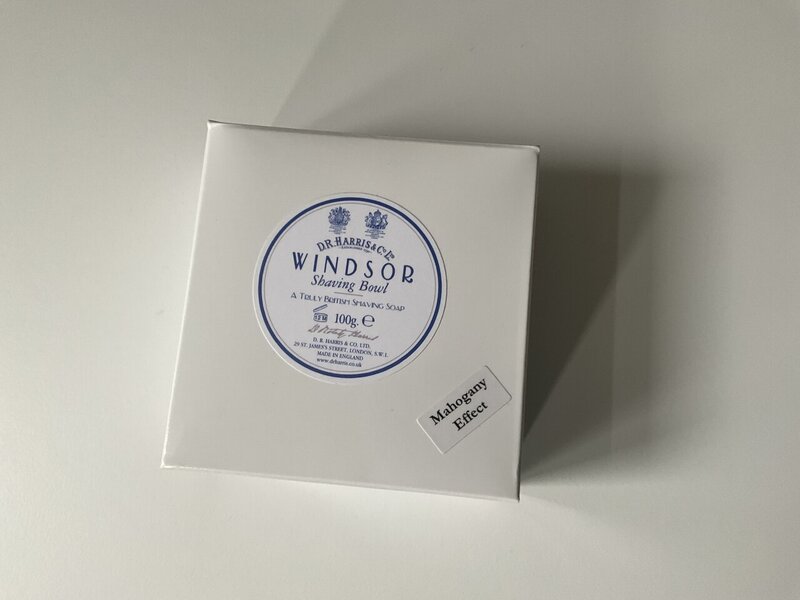 D.R. HARRIS & Co. Ltd.
WINDSOR
Shaving Bowl
A TRULY BRITISH SHAVING SOAP
100g. ℮
D. R. HARRIS & CO. LTD.
29 ST. JAMES'S STREET, LONDON, S.W.1.
MADE IN ENGLAND
www.drharris.co.uk
Mahogany
Effect